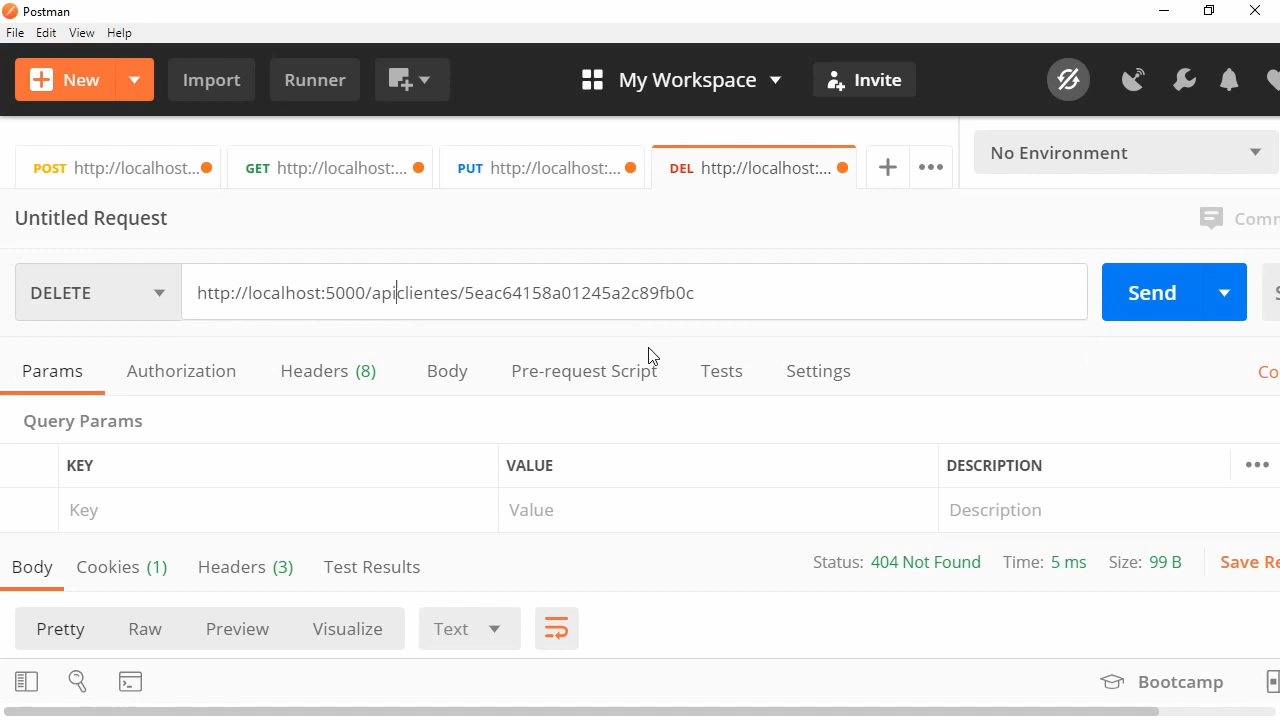 Postman
File Edit View Help
New Import Runner My Workspace Invite
POST http://localhost... GET http://localhost:... PUT http://localhost:... DEL http://localhost:... No Environment
Untitled Request
DELETE http://localhost:5000/apiclientes/5eac64158a01245a2c89fb0c Send
Params Authorization Headers (8) Body Pre-request Script Tests Settings
Query Params
KEY VALUE DESCRIPTION
Key Value Description
Body Cookies (1) Headers (3) Test Results Status: 404 Not Found Time: 5 ms Size: 99 B Save
Pretty Raw Preview Visualize Text
Bootcamp